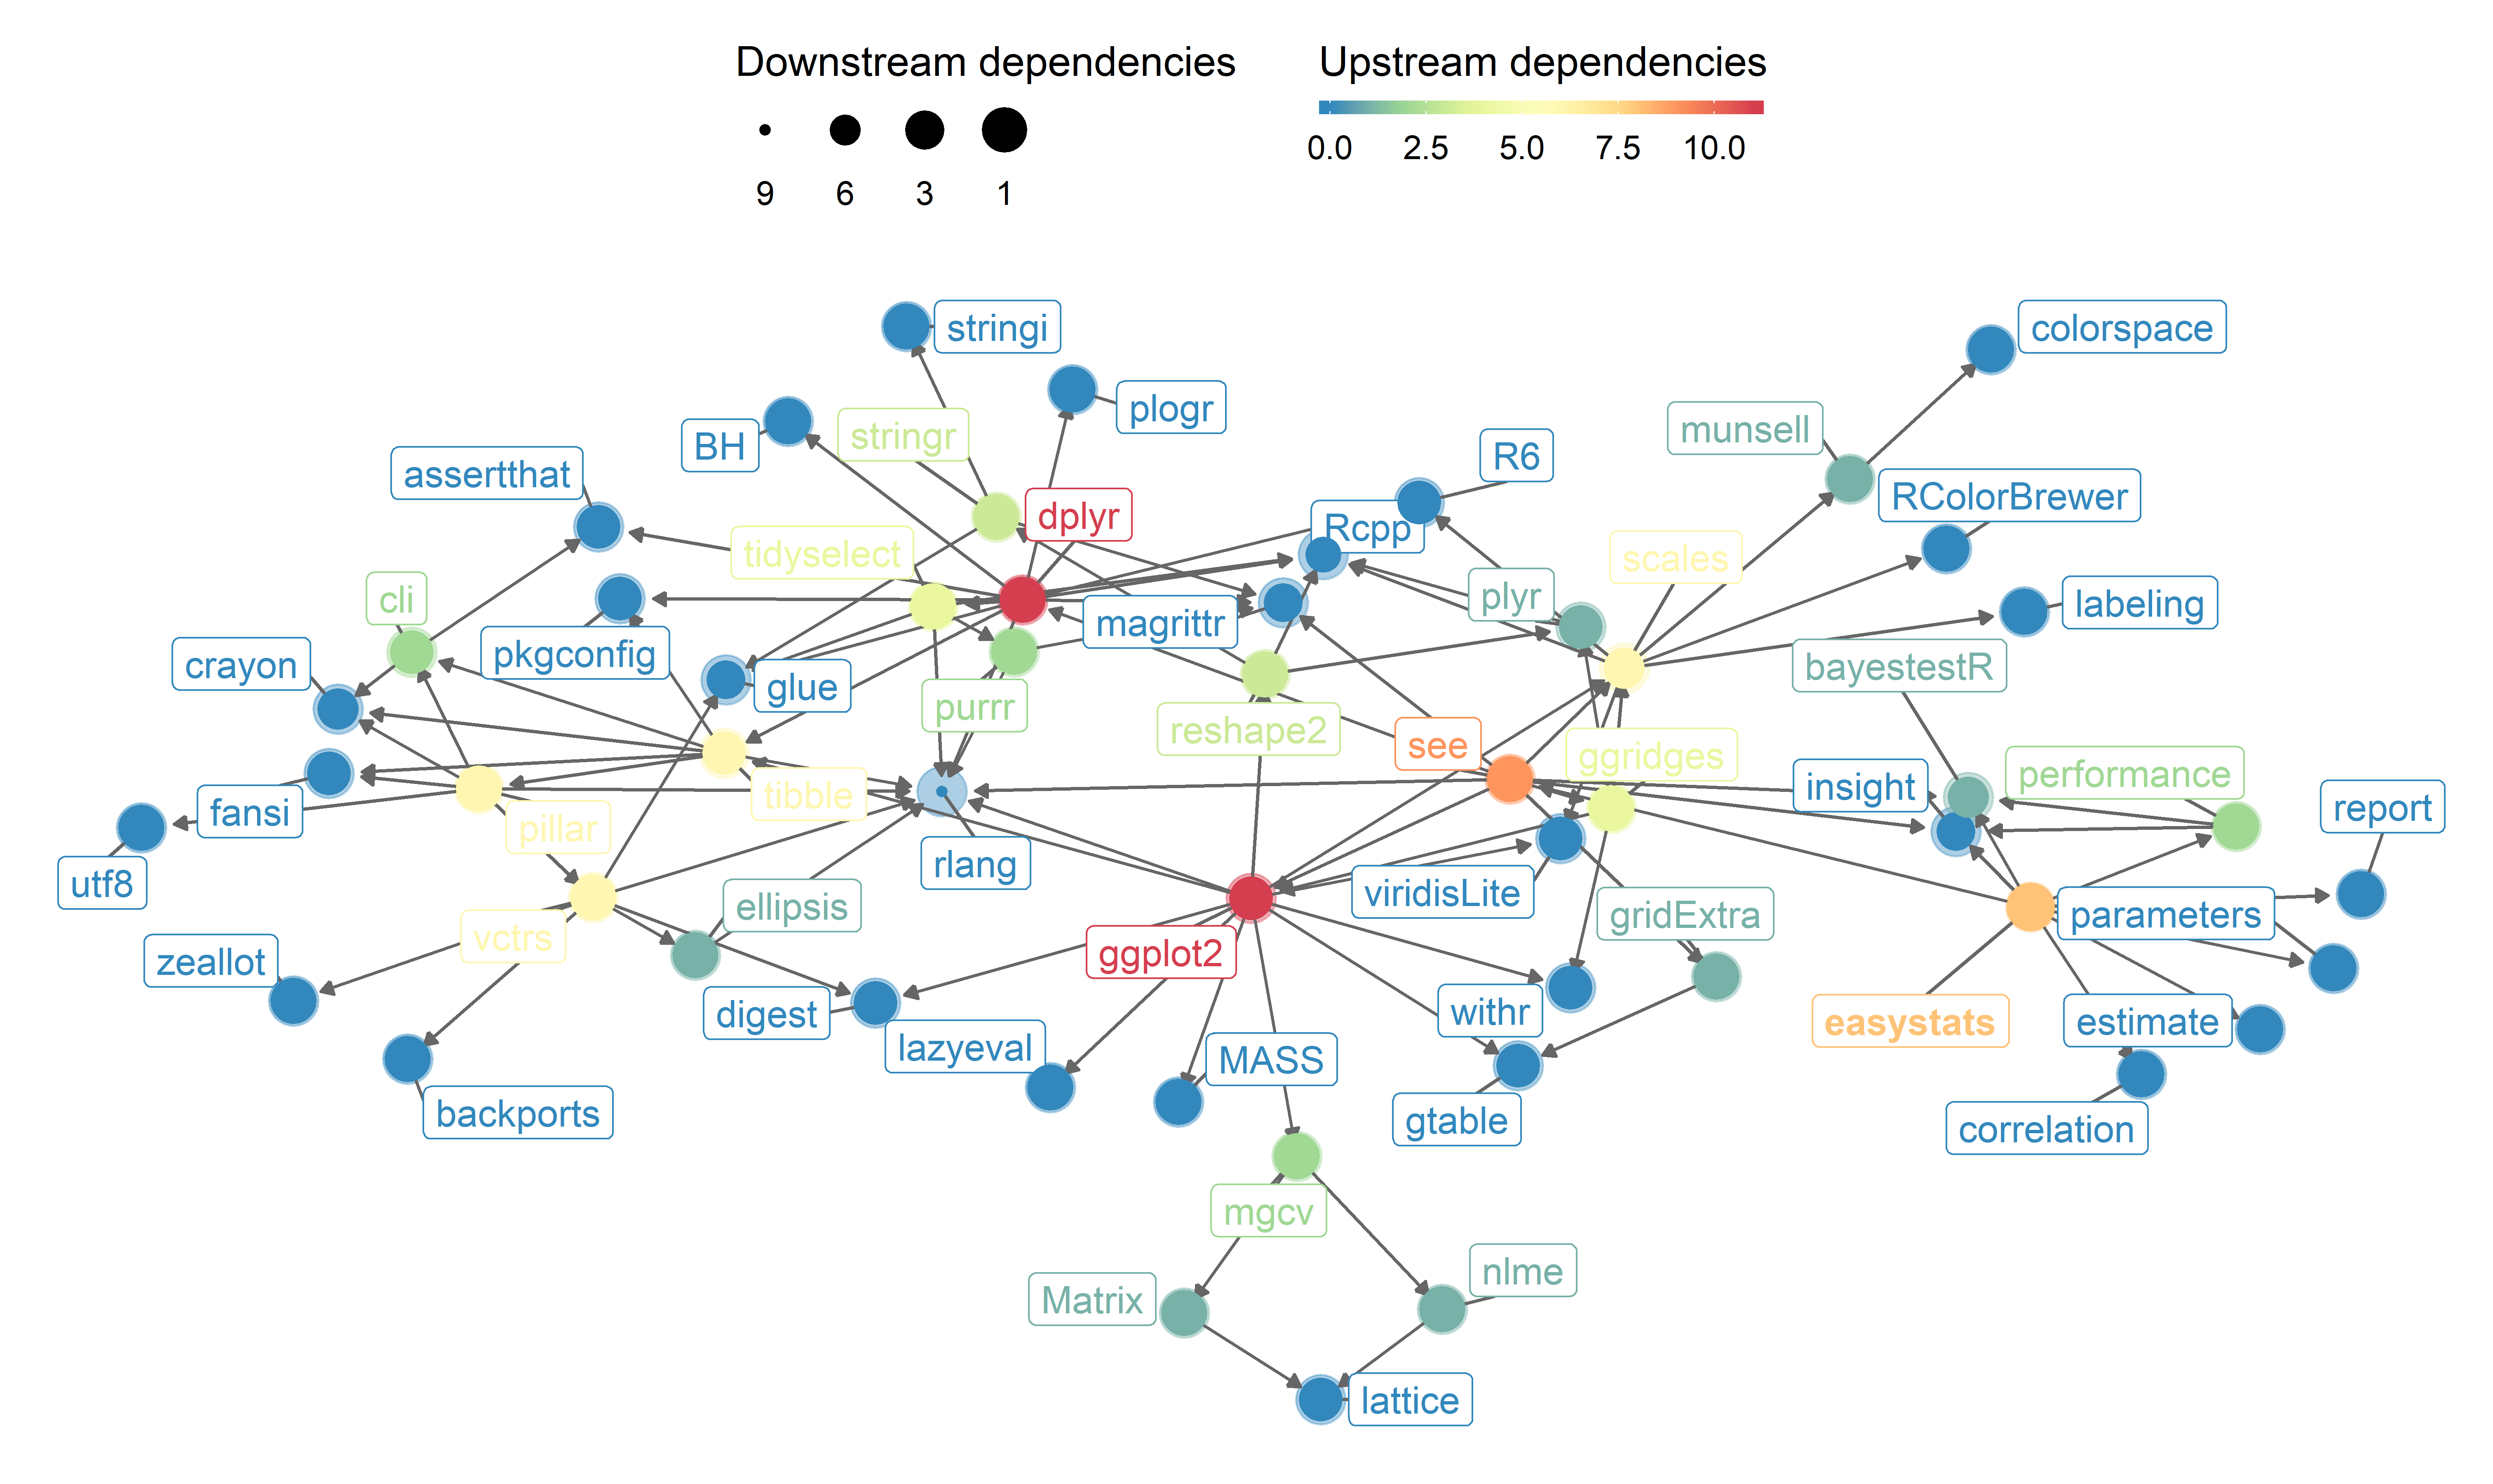 Downstream dependencies
9 6 3 1
Upstream dependencies
0.0 2.5 5.0 7.5 10.0
stringi
colorspace
plogr
stringr
munsell
BH
R6
assertthat
RColorBrewer
dplyr
Rcpp
tidyselect
scales
cli
plyr
labeling
magrittr
pkgconfig
crayon
bayestestR
glue
purrr
reshape2
see
ggridges
performance
insight
tibble
report
fansi
pillar
rlang
utf8
viridisLite
ellipsis
gridExtra
parameters
vctrs
ggplot2
zeallot
digest
withr
easystats
estimate
lazyeval
MASS
backports
gtable
correlation
mgcv
nlme
Matrix
lattice